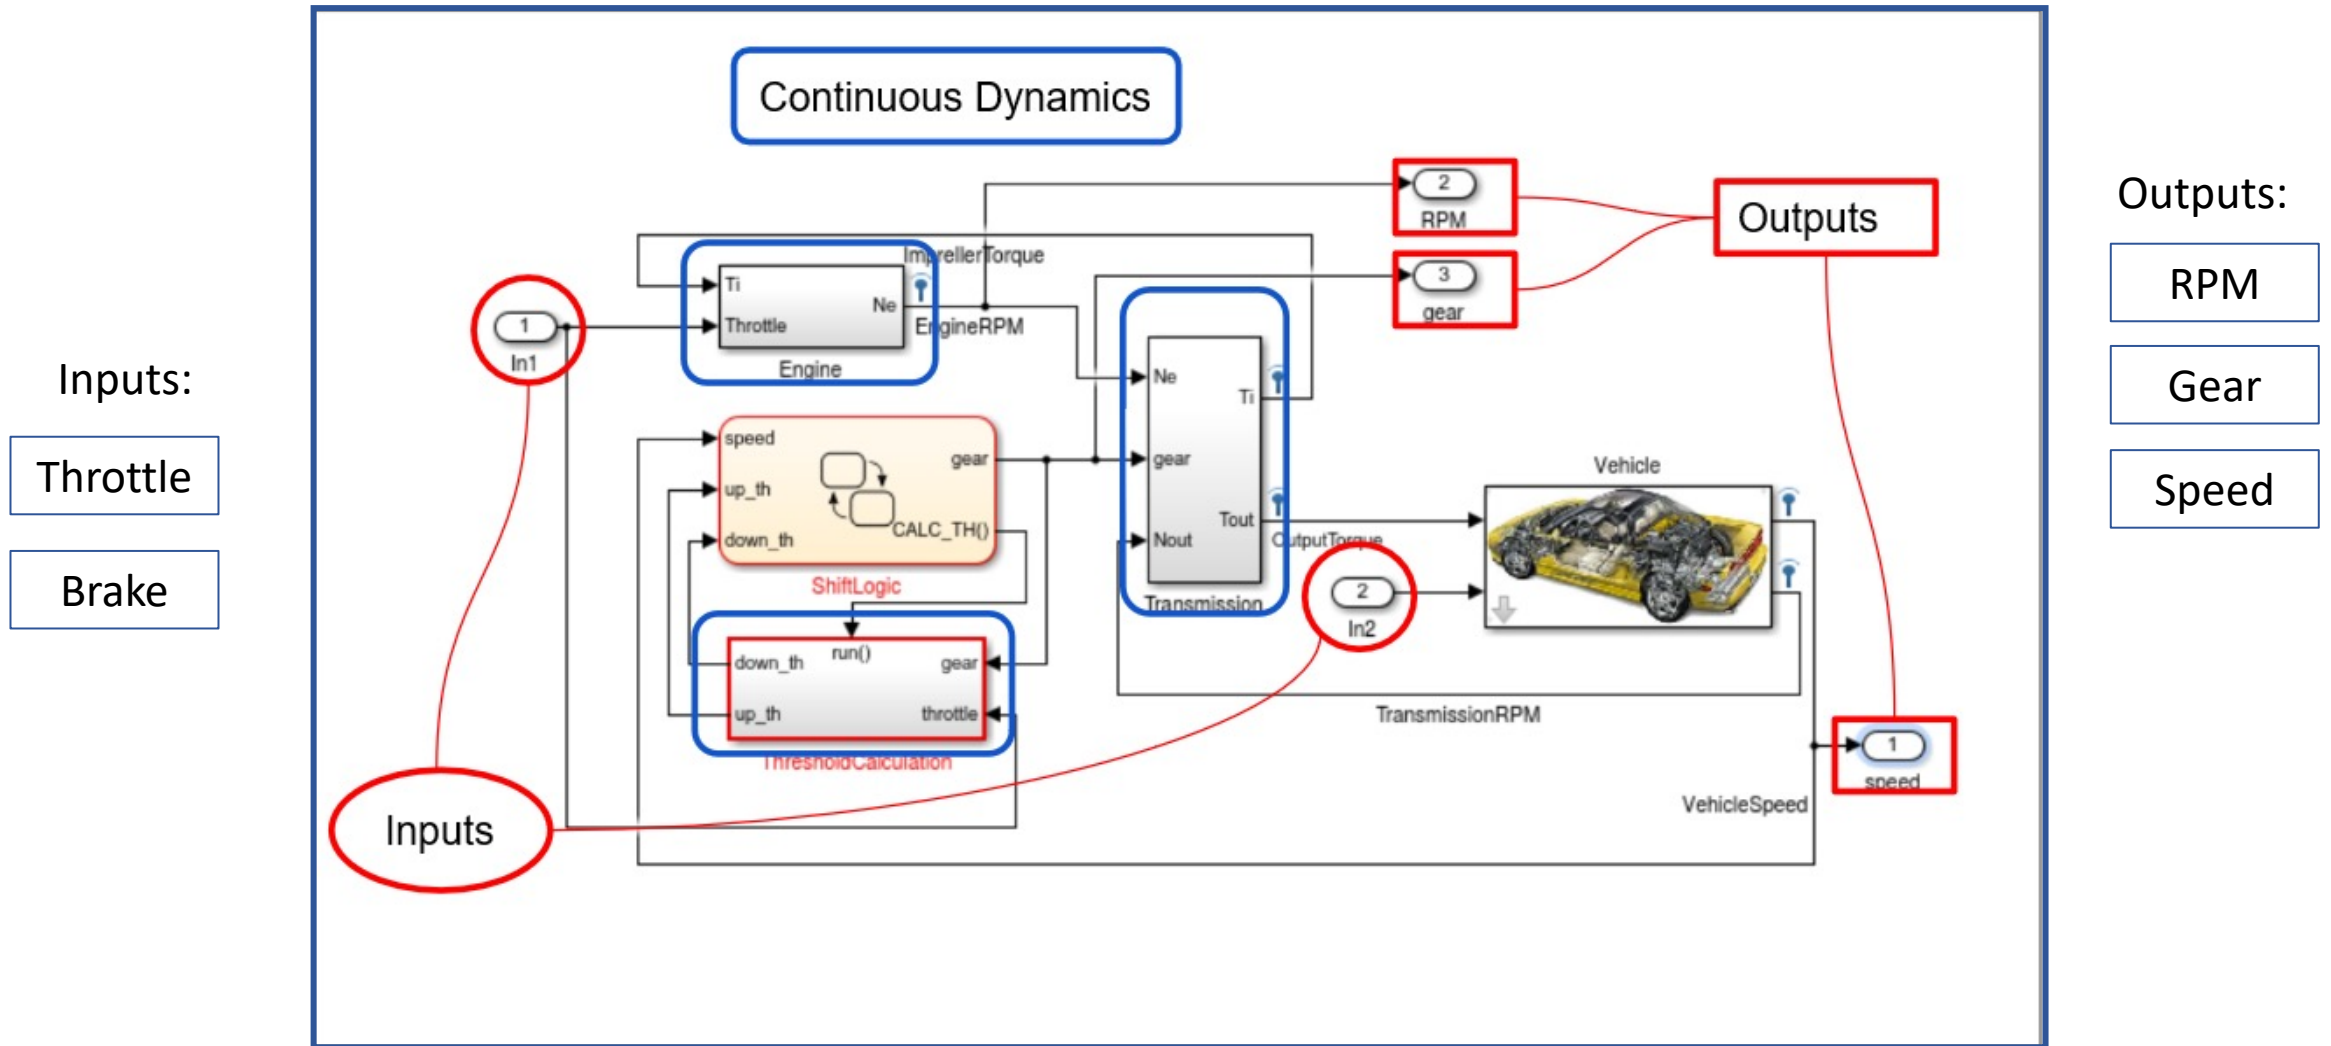 Continuous Dynamics
Inputs:
Throttle
Brake
Outputs:
RPM
Gear
Speed
2
RPM
Outputs
3
gear
ImprellerTorque
Ti
Throttle
Ne
Engine
EngineRPM
1
In1
speed
up_th
down_th
gear
CALC_TH()
ShiftLogic
Ne
gear
Nout
Ti
Tout
Transmission
OutputTorque
Vehicle
2
In2
run()
down_th
up_th
gear
throttle
ThresholdCalculation
TransmissionRPM
1
speed
VehicleSpeed
Inputs